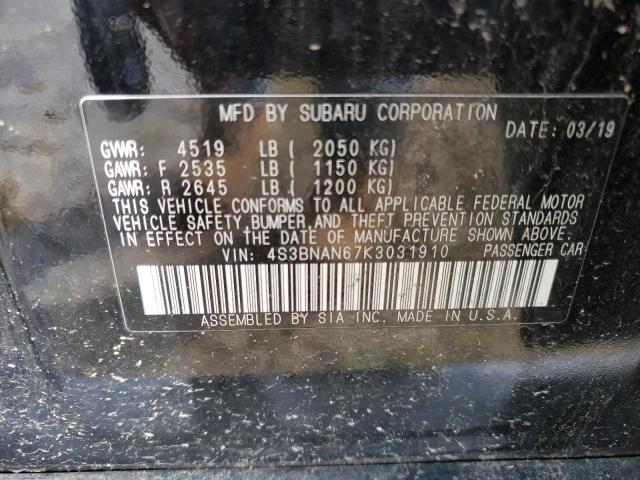 MFD BY SUBARU CORPORATION
DATE: 03/19
GVWR: 4519 LB ( 2050 KG)
GAWR: F 2535 LB ( 1150 KG)
GAWR: R 2645 LB ( 1200 KG)
THIS VEHICLE CONFORMS TO ALL APPLICABLE FEDERAL MOTOR
VEHICLE SAFETY, BUMPER, AND THEFT PREVENTION STANDARDS
IN EFFECT ON THE DATE OF MANUFACTURE SHOWN ABOVE.
VIN: 4S3BNAN67K3031910 PASSENGER CAR
ASSEMBLED BY SIA INC. MADE IN U.S.A.